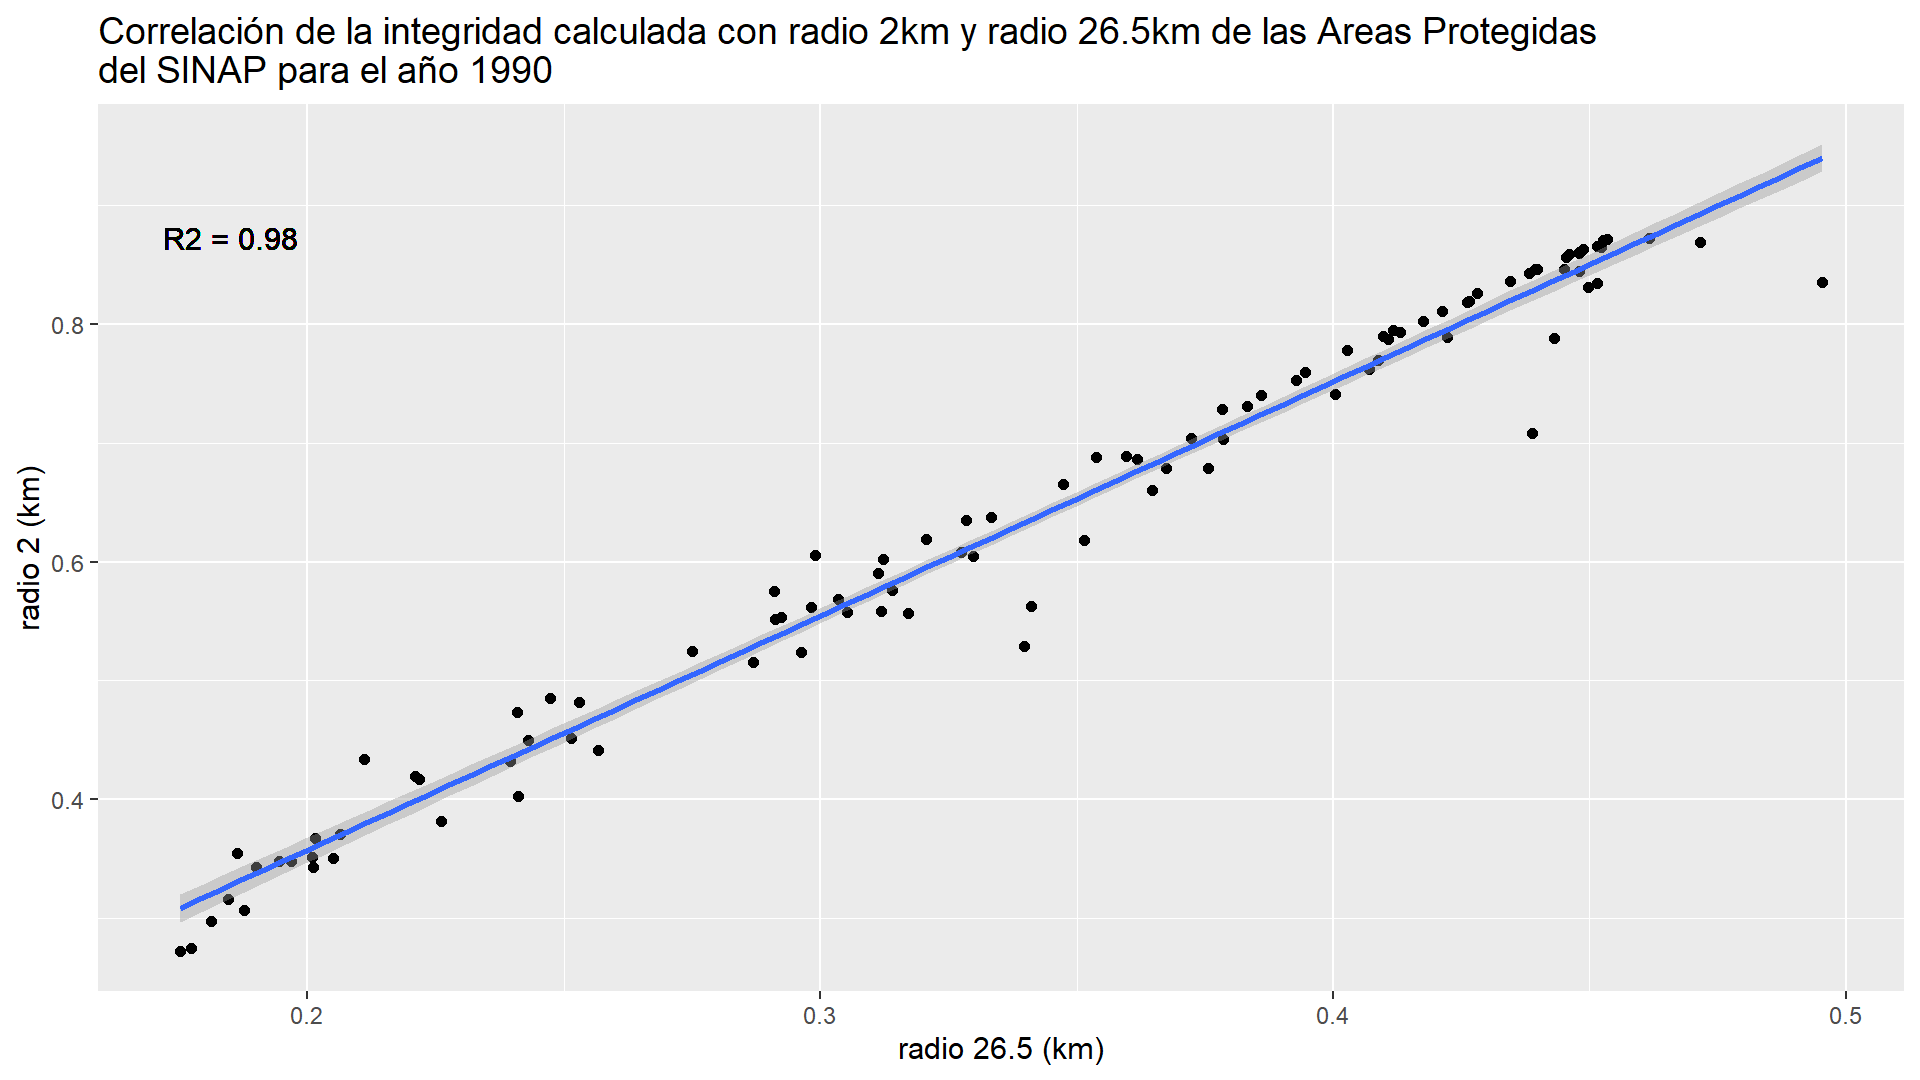 Correlación de la integridad calculada con radio 2km y radio 26.5km de las Areas Protegidas
del SINAP para el año 1990
R2 = 0.98
radio 2 (km)
0.8
0.6
0.4
0.2
0.3
0.4
0.5
radio 26.5 (km)